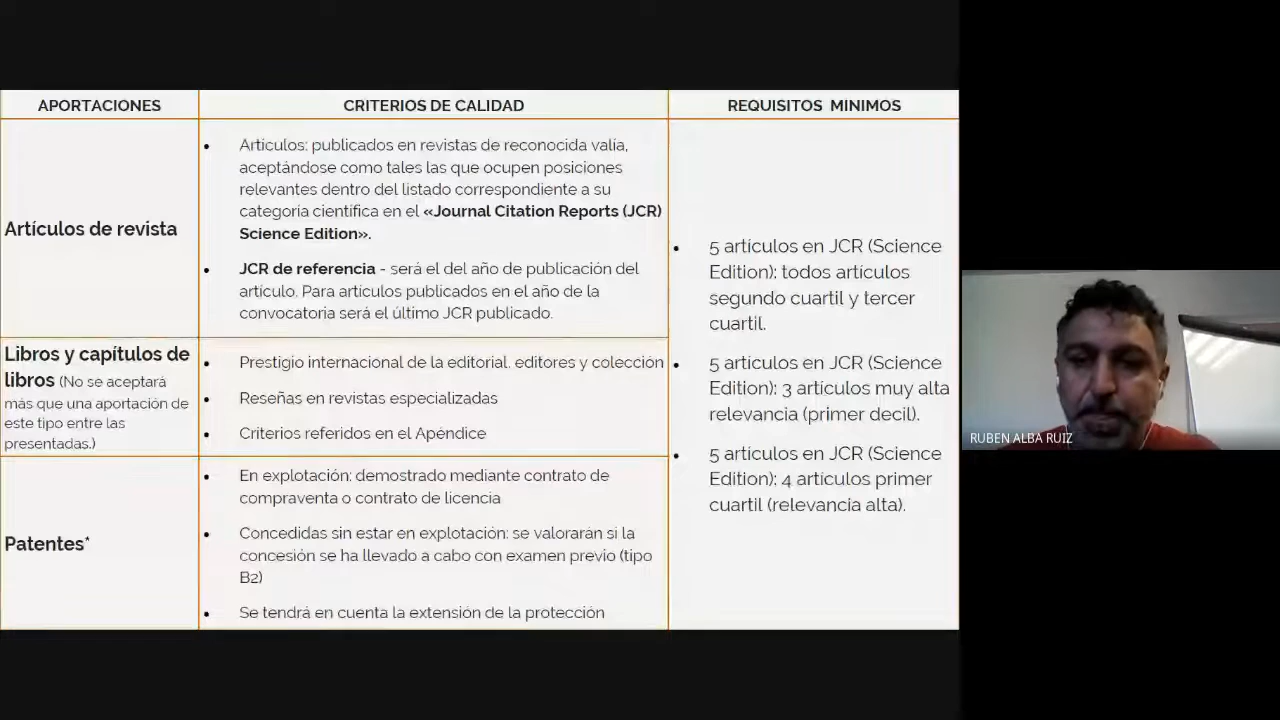 APORTACIONES
CRITERIOS DE CALIDAD
REQUISITOS MINIMOS
Artículos de revista
• Artículos: publicados en revistas de reconocida valía,
aceptándose como tales las que ocupen posiciones
relevantes dentro del listado correspondiente a su
categoría científica en el «Journal Citation Reports (JCR)
Science Edition».
• JCR de referencia - será el del año de publicación del
artículo. Para artículos publicados en el año de la
convocatoria será el último JCR publicado.
Libros y capítulos de
libros (No se aceptará
más que una aportación de
este tipo entre las
presentadas.)
• Prestigio internacional de la editorial, editores y colección
• Reseñas en revistas especializadas
• Criterios referidos en el Apéndice
Patentes*
• En explotación: demostrado mediante contrato de
compraventa o contrato de licencia
• Concedidas sin estar en explotación: se valorarán si la
concesión se ha llevado a cabo con examen previo (tipo
B2)
• Se tendrá en cuenta la extensión de la protección
• 5 artículos en JCR (Science
Edition): todos artículos
segundo cuartil y tercer
cuartil.
• 5 artículos en JCR (Science
Edition): 3 artículos muy alta
relevancia (primer decil).
• 5 artículos en JCR (Science
Edition): 4 artículos primer
cuartil (relevancia alta).
RUBEN ALBA RUIZ